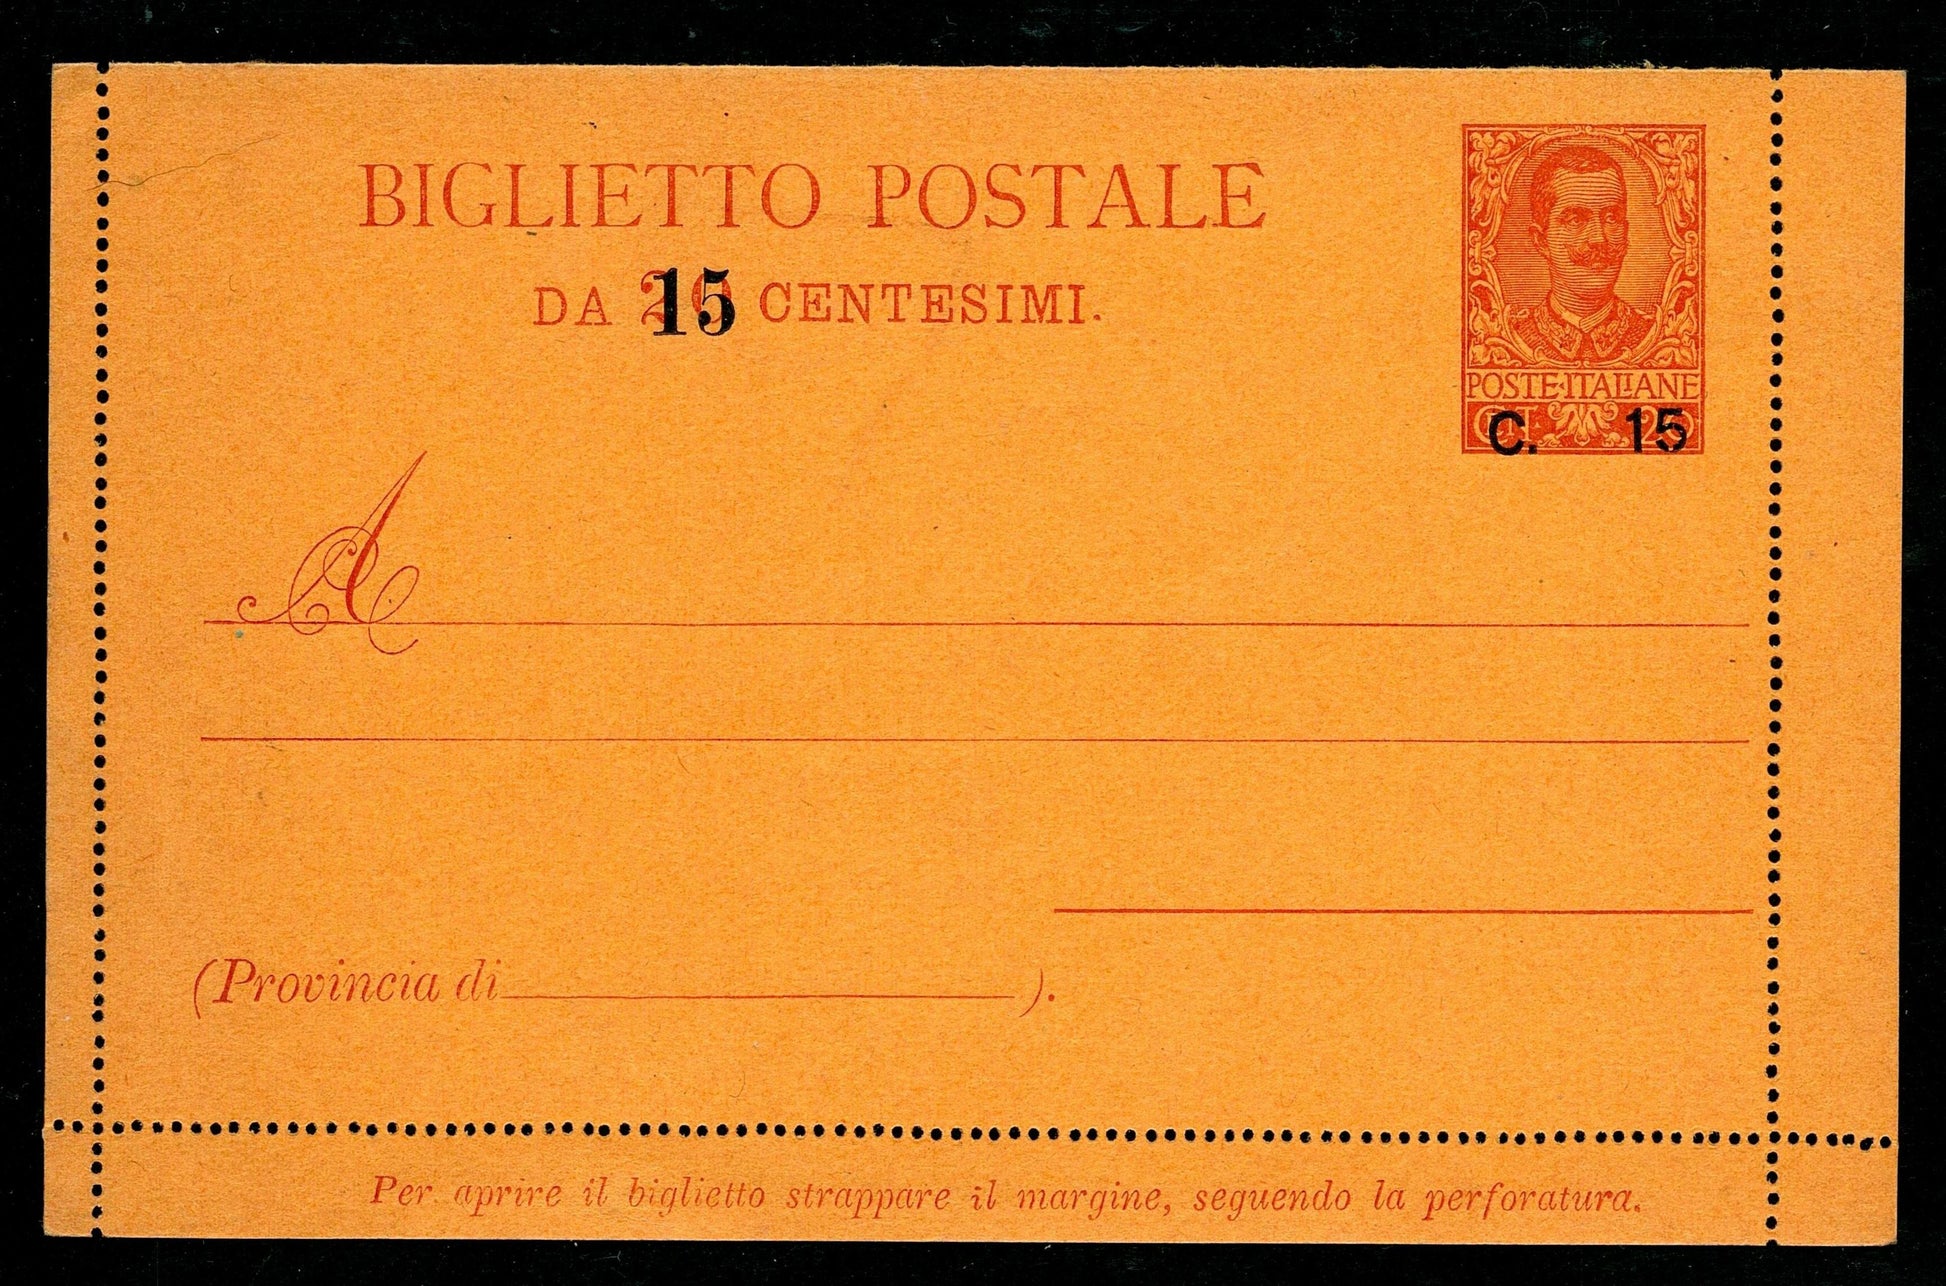 BIGLIETTO POSTALE
DA 15 CENTESIMI.
POSTE·ITALIANE
C. 15
A
(Provincia di ).
Per aprire il biglietto strappare il margine, seguendo la perforatura.